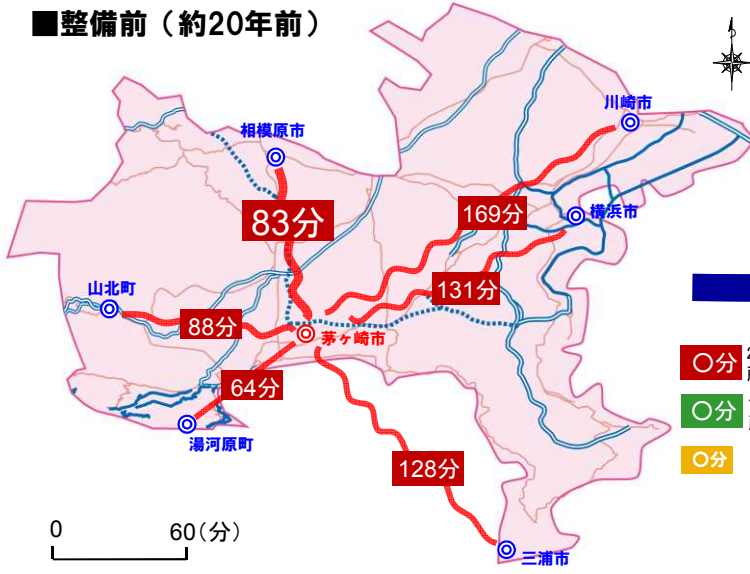 ■整備前（約20年前）
川崎市
相模原市
83分
169分
横浜市
山北町
131分
88分
茅ヶ崎市
64分
〇分
〇分
湯河原町
128分
〇分
0 60(分)
三浦市